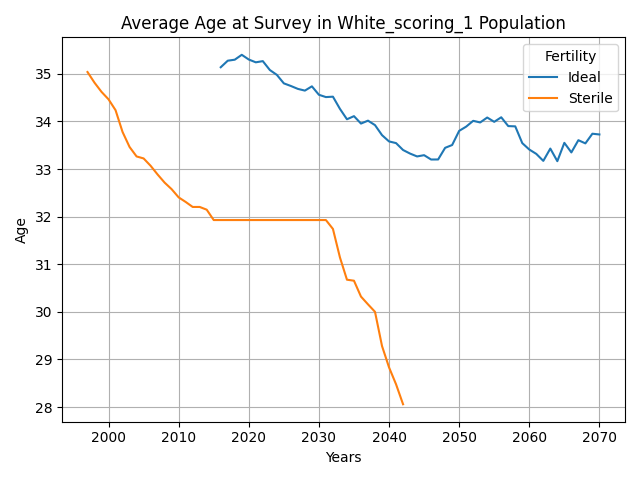 Average Age at Survey in White_scoring_1 Population
Fertility
Ideal
Sterile
Age
35
34
33
32
31
30
29
28
2000 2010 2020 2030 2040 2050 2060 2070
Years